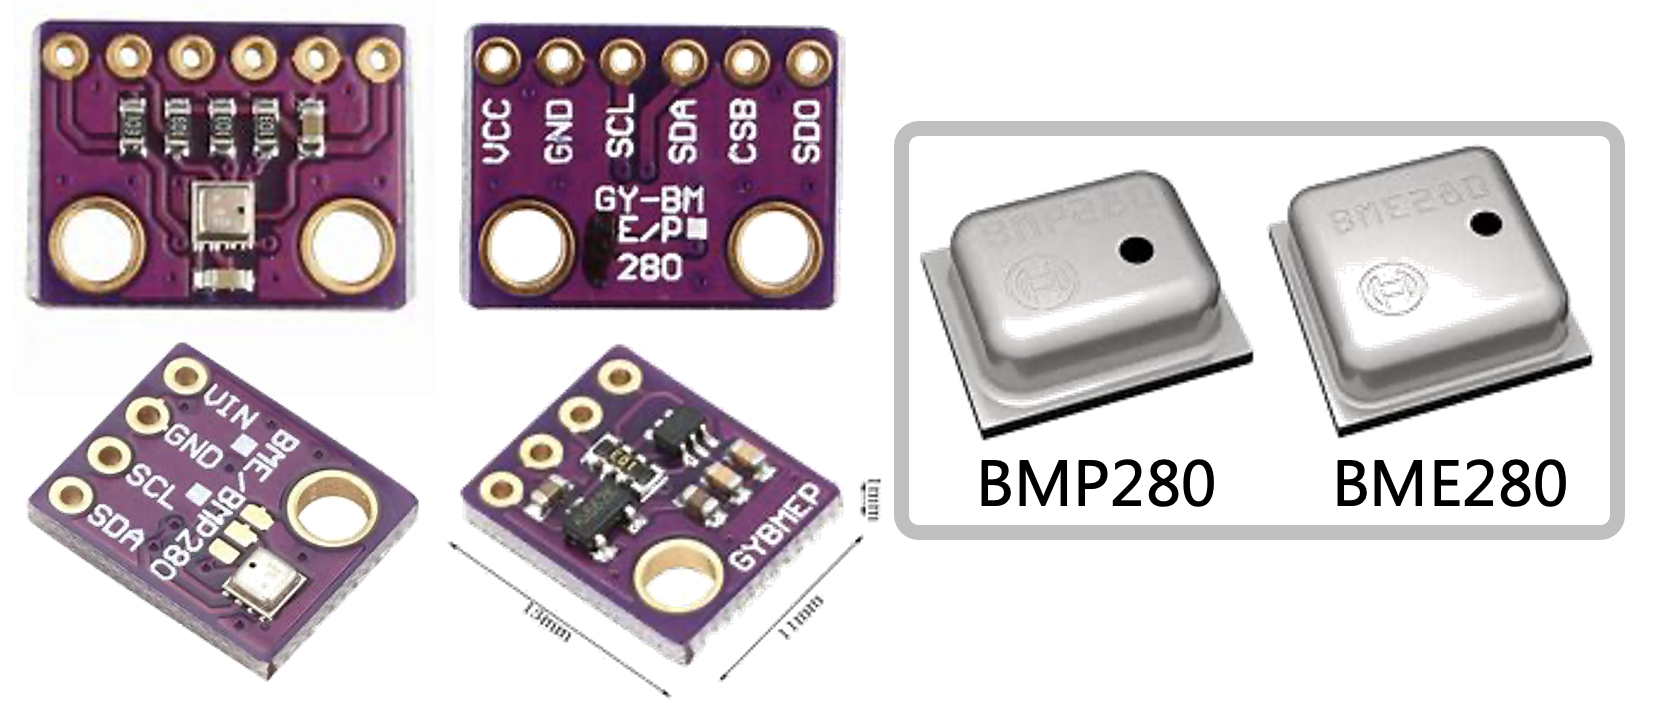 VCC
GND
SCL
SDA
CSB
SDO
GY-BM
E/P
280
VIN
GND
SCL
SDA
BME/
BMP280
GYBMEP
13mm
11mm
1mm
BMP280
BME280
BMP280
BME280